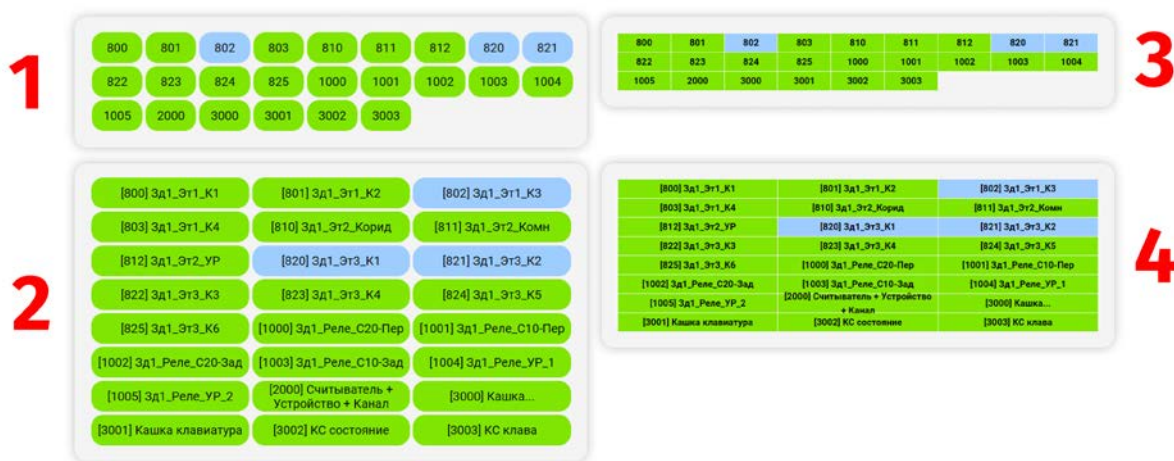 1
800 801 802 803 810 811 812 820 821
822 823 824 825 1000 1001 1002 1003 1004
1005 2000 3000 3001 3002 3003
3
800 801 802 803 810 811 812 820 821
822 823 824 825 1000 1001 1002 1003 1004
1005 2000 3000 3001 3002 3003
2
[800] Зд1_Эт1_К1 [801] Зд1_Эт1_К2 [802] Зд1_Эт1_К3
[803] Зд1_Эт1_К4 [810] Зд1_Эт2_Корид [811] Зд1_Эт2_Комн
[812] Зд1_Эт2_УР [820] Зд1_Эт3_К1 [821] Зд1_Эт3_К2
[822] Зд1_Эт3_К3 [823] Зд1_Эт3_К4 [824] Зд1_Эт3_К5
[825] Зд1_Эт3_К6 [1000] Зд1_Реле_С20-Пер [1001] Зд1_Реле_С10-Пер
[1002] Зд1_Реле_С20-Зад [1003] Зд1_Реле_С10-Зад [1004] Зд1_Реле_УР_1
[1005] Зд1_Реле_УР_2 [2000] Считыватель + [3000] Кашка...
Устройство + Канал
[3001] Кашка клавиатура [3002] КС состояние [3003] КС клава
4
[800] Зд1_Эт1_К1 [801] Зд1_Эт1_К2 [802] Зд1_Эт1_К3
[803] Зд1_Эт1_К4 [810] Зд1_Эт2_Корид [811] Зд1_Эт2_Комн
[812] Зд1_Эт2_УР [820] Зд1_Эт3_К1 [821] Зд1_Эт3_К2
[822] Зд1_Эт3_К3 [823] Зд1_Эт3_К4 [824] Зд1_Эт3_К5
[825] Зд1_Эт3_К6 [1000] Зд1_Реле_С20-Пер [1001] Зд1_Реле_С10-Пер
[1002] Зд1_Реле_С20-Зад [1003] Зд1_Реле_С10-Зад [1004] Зд1_Реле_УР_1
[1005] Зд1_Реле_УР_2 [2000] Считыватель + Устройство [3000] Кашка...
+ Канал
[3001] Кашка клавиатура [3002] КС состояние [3003] КС клава